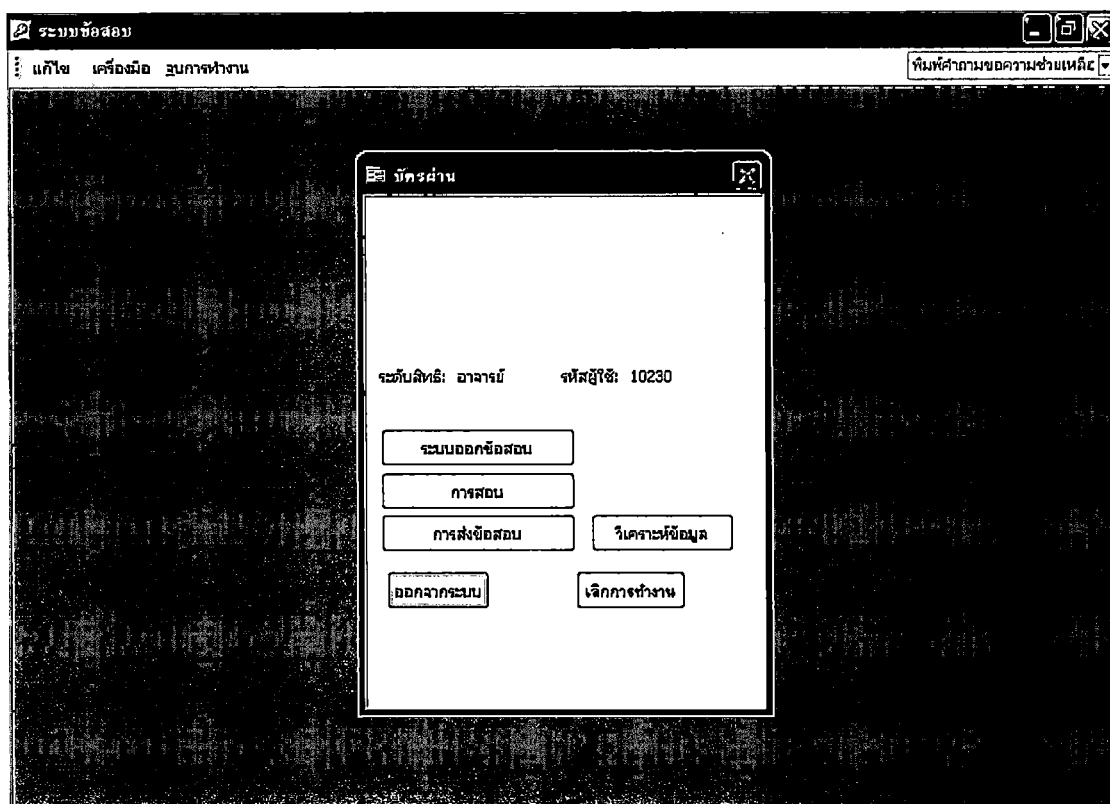 ระบบข้อสอบ
แก้ไข เครื่องมือ จบการทำงาน พิมพ์คำถามขอความช่วยเหลือ
บัตรผ่าน
ระดับสิทธิ: อาจารย์ รหัสผู้ใช้: 10230
ระบบออกข้อสอบ
การสอบ
การส่งข้อสอบ วิเคราะห์ข้อมูล
ออกจากระบบ เลิกการทำงาน